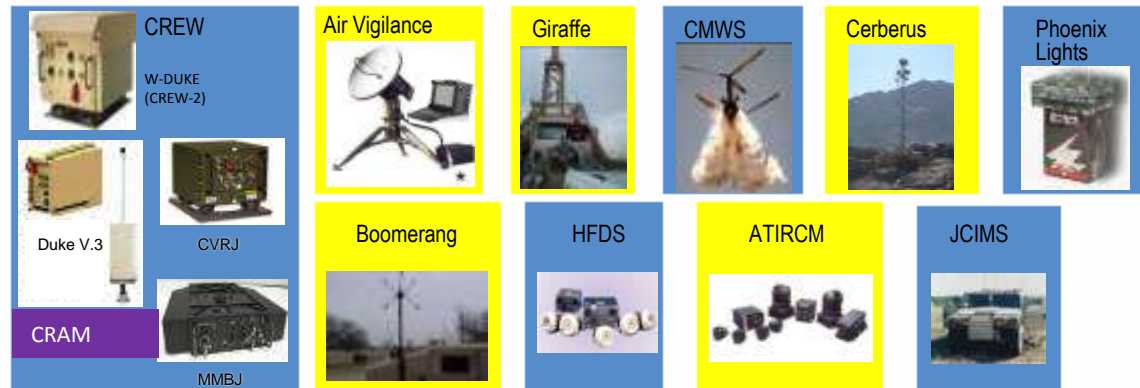 CREW
W-DUKE
(CREW-2)
Duke V.3
CVRJ
CRAM
MMBJ
Air Vigilance
Giraffe
CMWS
Cerberus
Phoenix
Lights
Boomerang
HFDS
ATIRCM
JCIMS